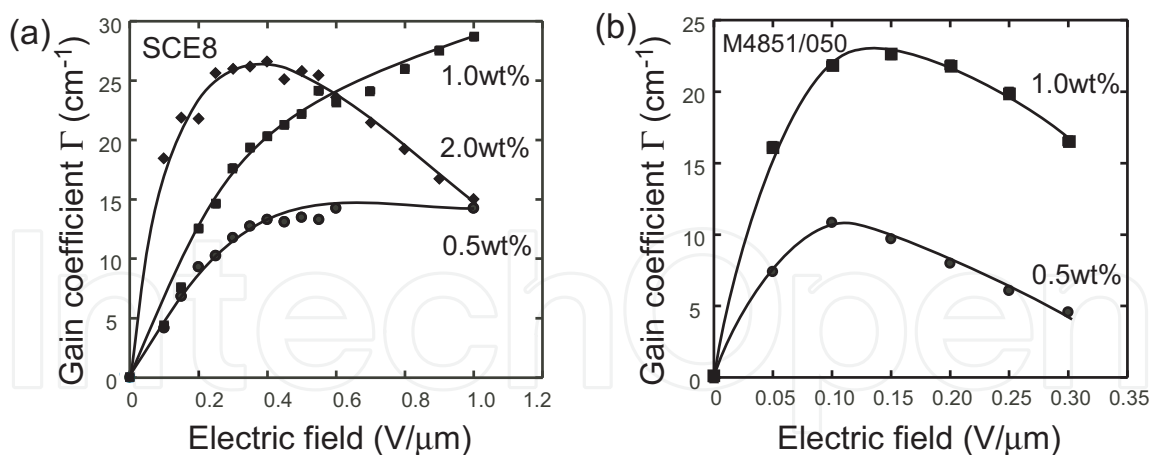 (a)
SCE8
Gain coefficient Γ (cm⁻¹)
30
25
20
15
10
5
0
1.0wt%
2.0wt%
0.5wt%
0 0.2 0.4 0.6 0.8 1.0 1.2
Electric field (V/μm)
(b)
M4851/050
Gain coefficient Γ (cm⁻¹)
25
20
15
10
5
0
1.0wt%
0.5wt%
0 0.05 0.10 0.15 0.20 0.25 0.30 0.35
Electric field (V/μm)
IntechOpen